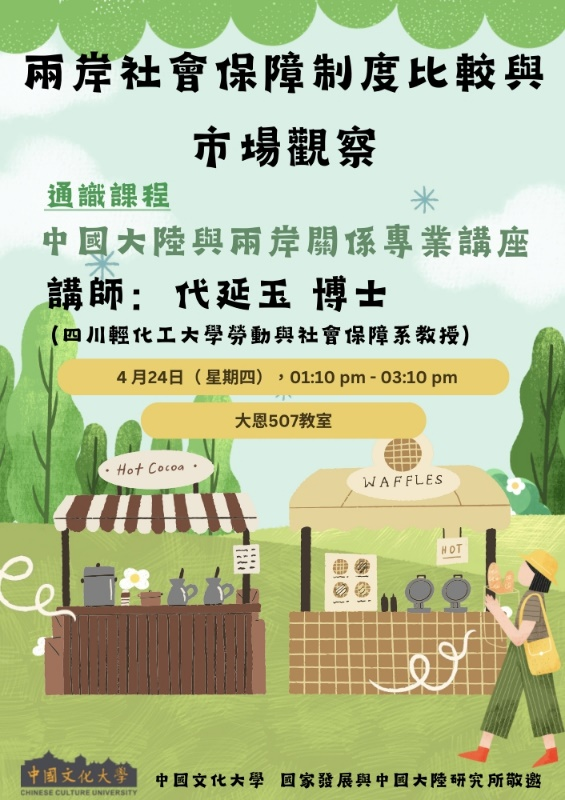 兩岸社會保障制度比較與
市場觀察
通識課程
中國大陸與兩岸關係專業講座
講師: 代延玉 博士
(四川輕化工大學勞動與社會保障系教授)
4 月24日（ 星期四），01:10 pm - 03:10 pm
大恩507教室
Hot Cocoa
WAFFLES
HOT
中國文化大學
CHINESE CULTURE UNIVERSITY
中國文化大學 國家發展與中國大陸研究所敬邀